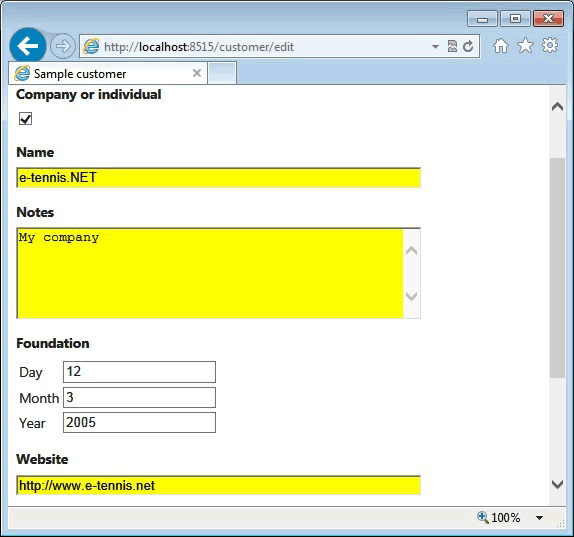 http://localhost:8515/customer/edit
Sample customer
Company or individual
Name
e-tennis.NET
Notes
My company
Foundation
Day 12
Month 3
Year 2005
Website
http://www.e-tennis.net
100%